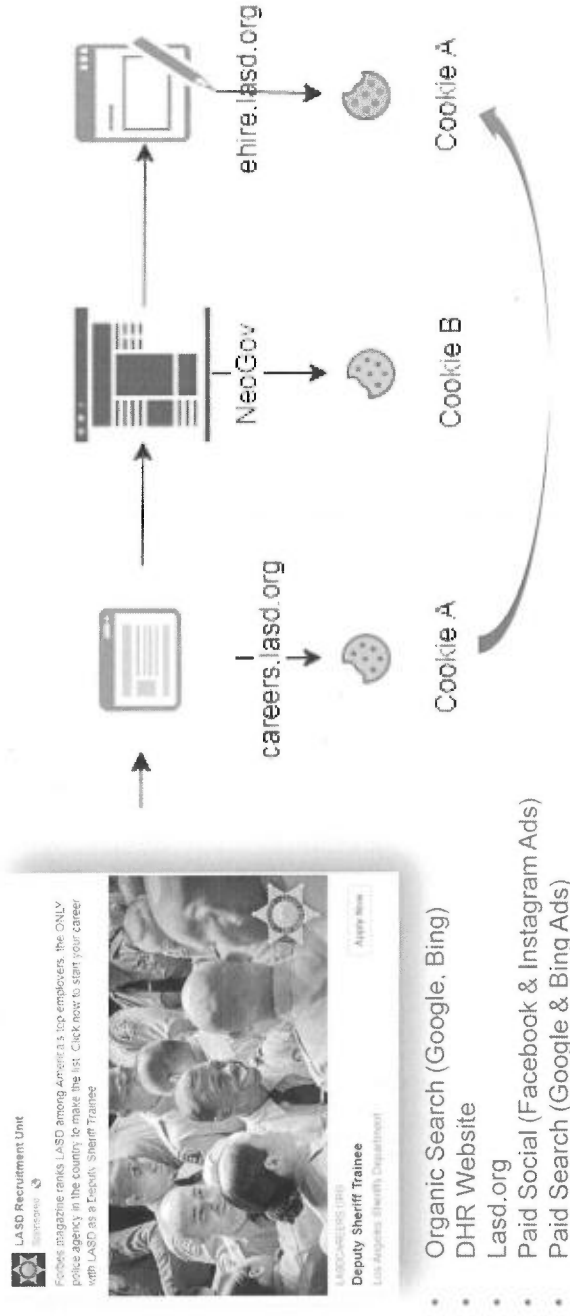 LASD Recruitment Unit
Sponsored
Forbes magazine ranks LASD among America's top employers, the ONLY
police agency in the country to make the list. Click now to start your career
with LASD as a Deputy Sheriff Trainee
LASDCAREERS.ORG
Deputy Sheriff Trainee
Los Angeles Sheriff's Department
Apply Now
• Organic Search (Google, Bing)
• DHR Website
• Lasd.org
• Paid Social (Facebook & Instagram Ads)
• Paid Search (Google & Bing Ads)
careers.lasd.org
Cookie A
NeoGov
Cookie B
ehire.lasd.org
Cookie A